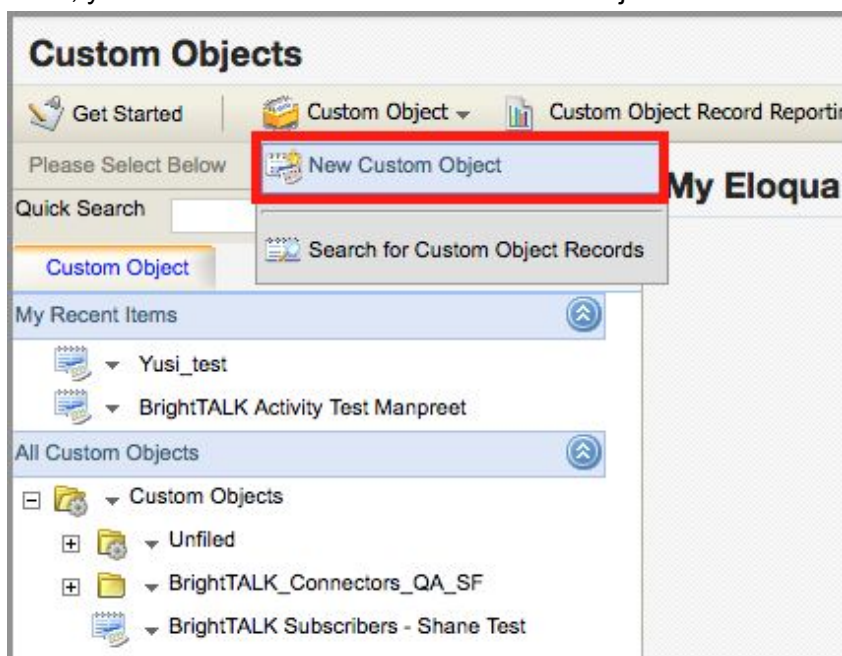 Custom Objects
Get Started Custom Object Custom Object Record Reportin
Please Select Below New Custom Object
My Eloqua
Quick Search
Search for Custom Object Records
Custom Object
My Recent Items
Yusi_test
BrightTALK Activity Test Manpreet
All Custom Objects
Custom Objects
Unfiled
BrightTALK_Connectors_QA_SF
BrightTALK Subscribers - Shane Test